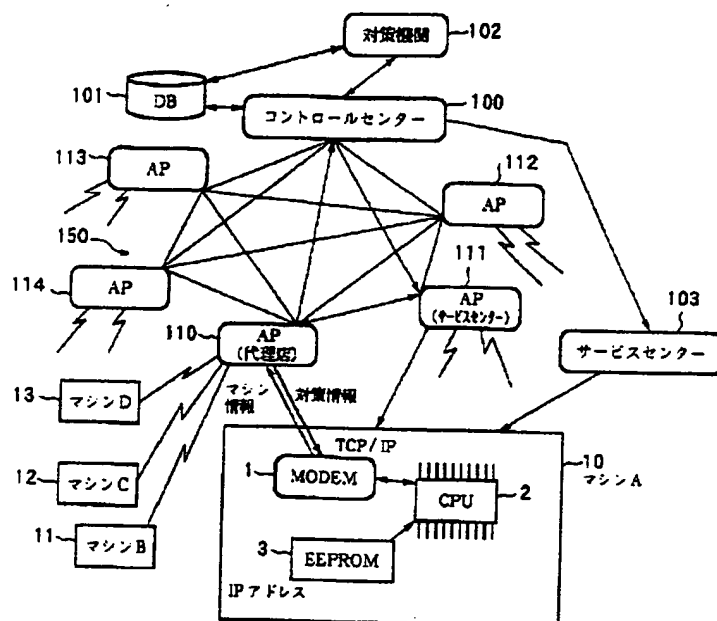 対策機関
102
101
DB
100
コントロールセンター
113
AP
112
AP
150
114
AP
111
AP
(サービスセンター)
110
AP
(代理店)
103
サービスセンター
13
マシンD
マシン
情報
対策情報
TCP/IP
10
マシンA
12
マシンC
1
MODEM
CPU
2
11
マシンB
3
EEPROM
IPアドレス